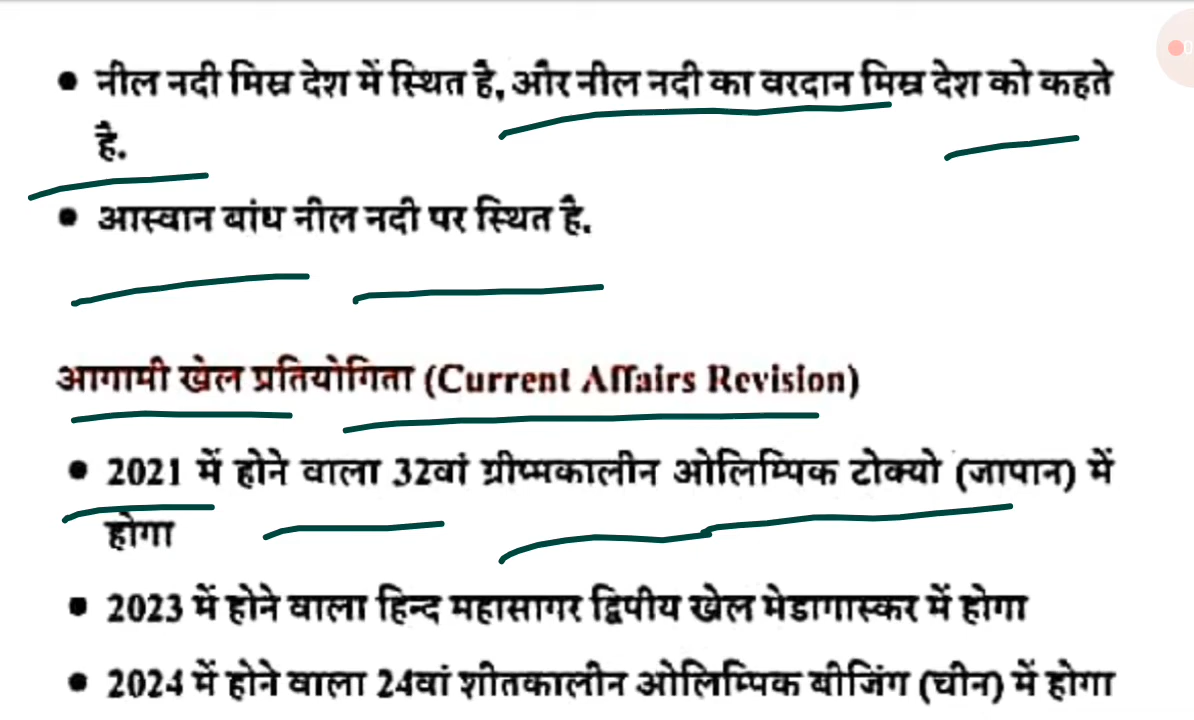 • नील नदी मिस्र देश में स्थित है, और नील नदी का वरदान मिस्र देश को कहते
है.
• आस्वान बांध नील नदी पर स्थित है.
आगामी खेल प्रतियोगिता (Current Affairs Revision)
• 2021 में होने वाला 32वां ग्रीष्मकालीन ओलिम्पिक टोक्यो (जापान) में
होगा
• 2023 में होने वाला हिन्द महासागर द्विपीय खेल मेडागास्कर में होगा
• 2024 में होने वाला 24वां शीतकालीन ओलिम्पिक बीजिंग (चीन) में होगा